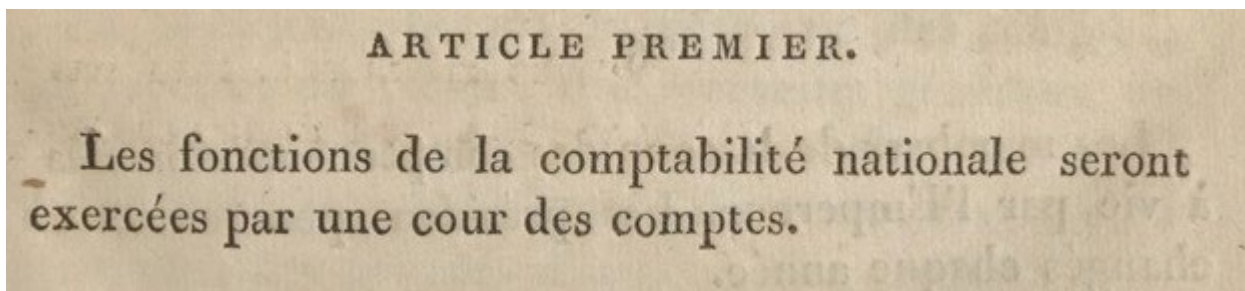 ARTICLE PREMIER.
Les fonctions de la comptabilité nationale seront
exercées par une cour des comptes.